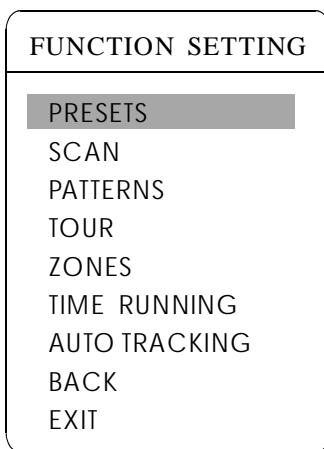 FUNCTION SETTING
PRESETS
SCAN
PATTERNS
TOUR
ZONES
TIME RUNNING
AUTO TRACKING
BACK
EXIT